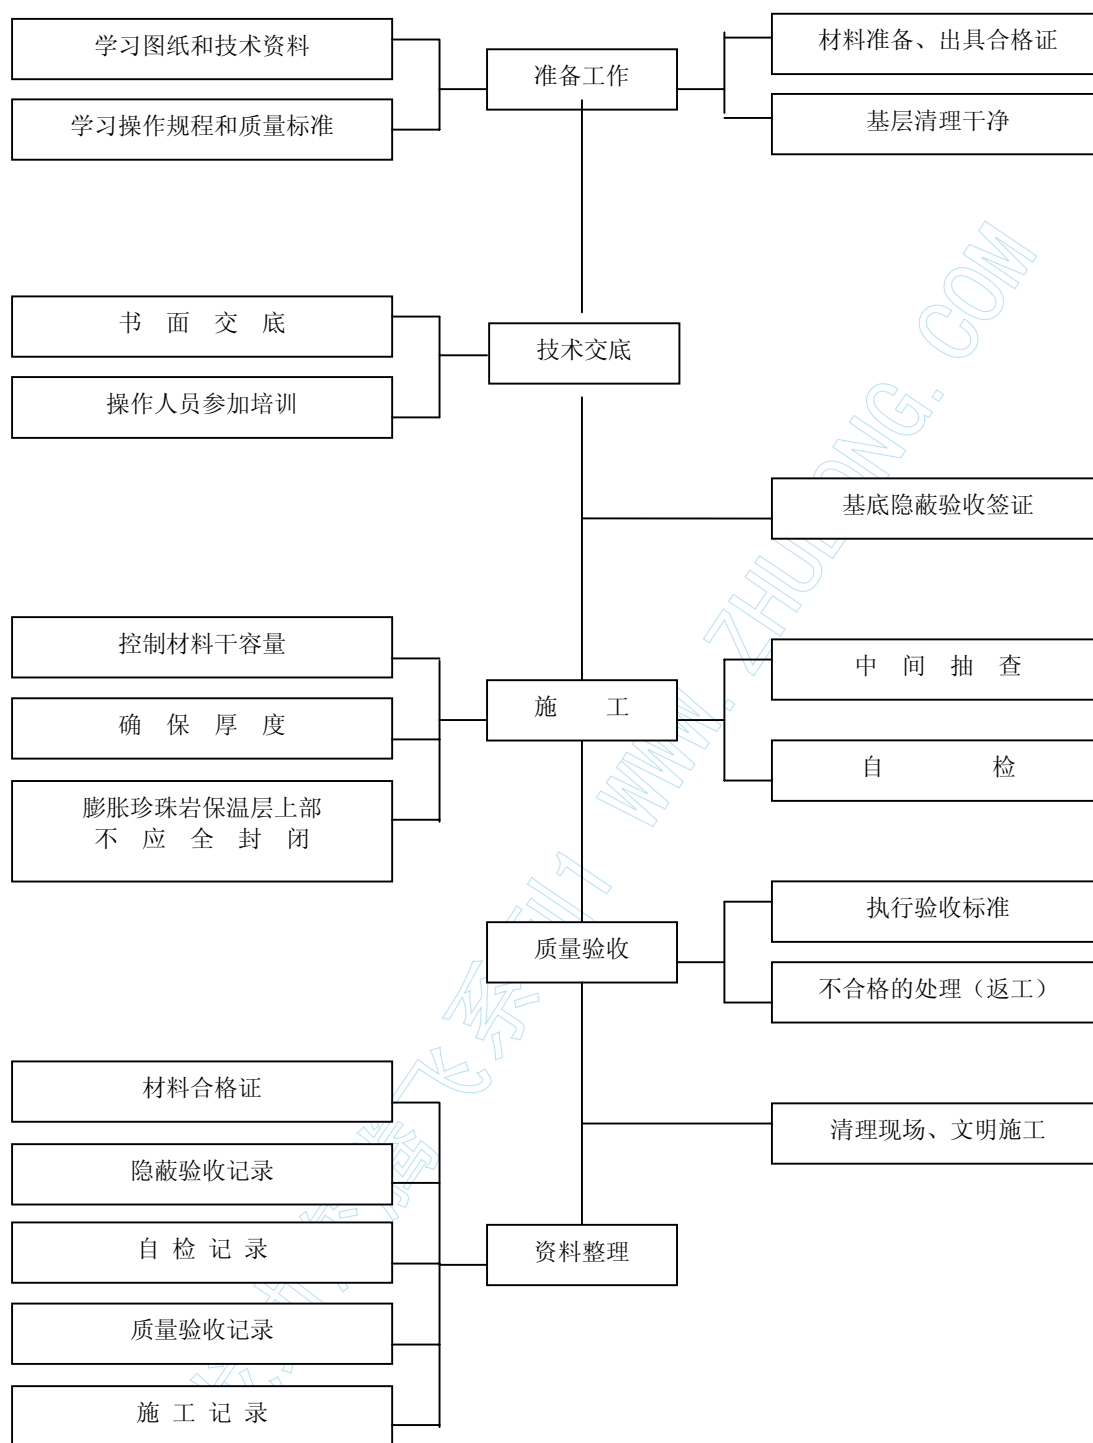 学习图纸和技术资料
准备工作
材料准备、出具合格证
学习操作规程和质量标准
基层清理干净
书 面 交 底
技术交底
操作人员参加培训
基底隐蔽验收签证
控制材料干容量
施 工
中 间 抽 查
确 保 厚 度
自 检
膨胀珍珠岩保温层上部
不 应 全 封 闭
执行验收标准
质量验收
不合格的处理（返工）
材料合格证
清理现场、文明施工
隐蔽验收记录
自 检 记 录
资料整理
质量验收记录
施 工 记 录
WWW.ZHULONG.COM